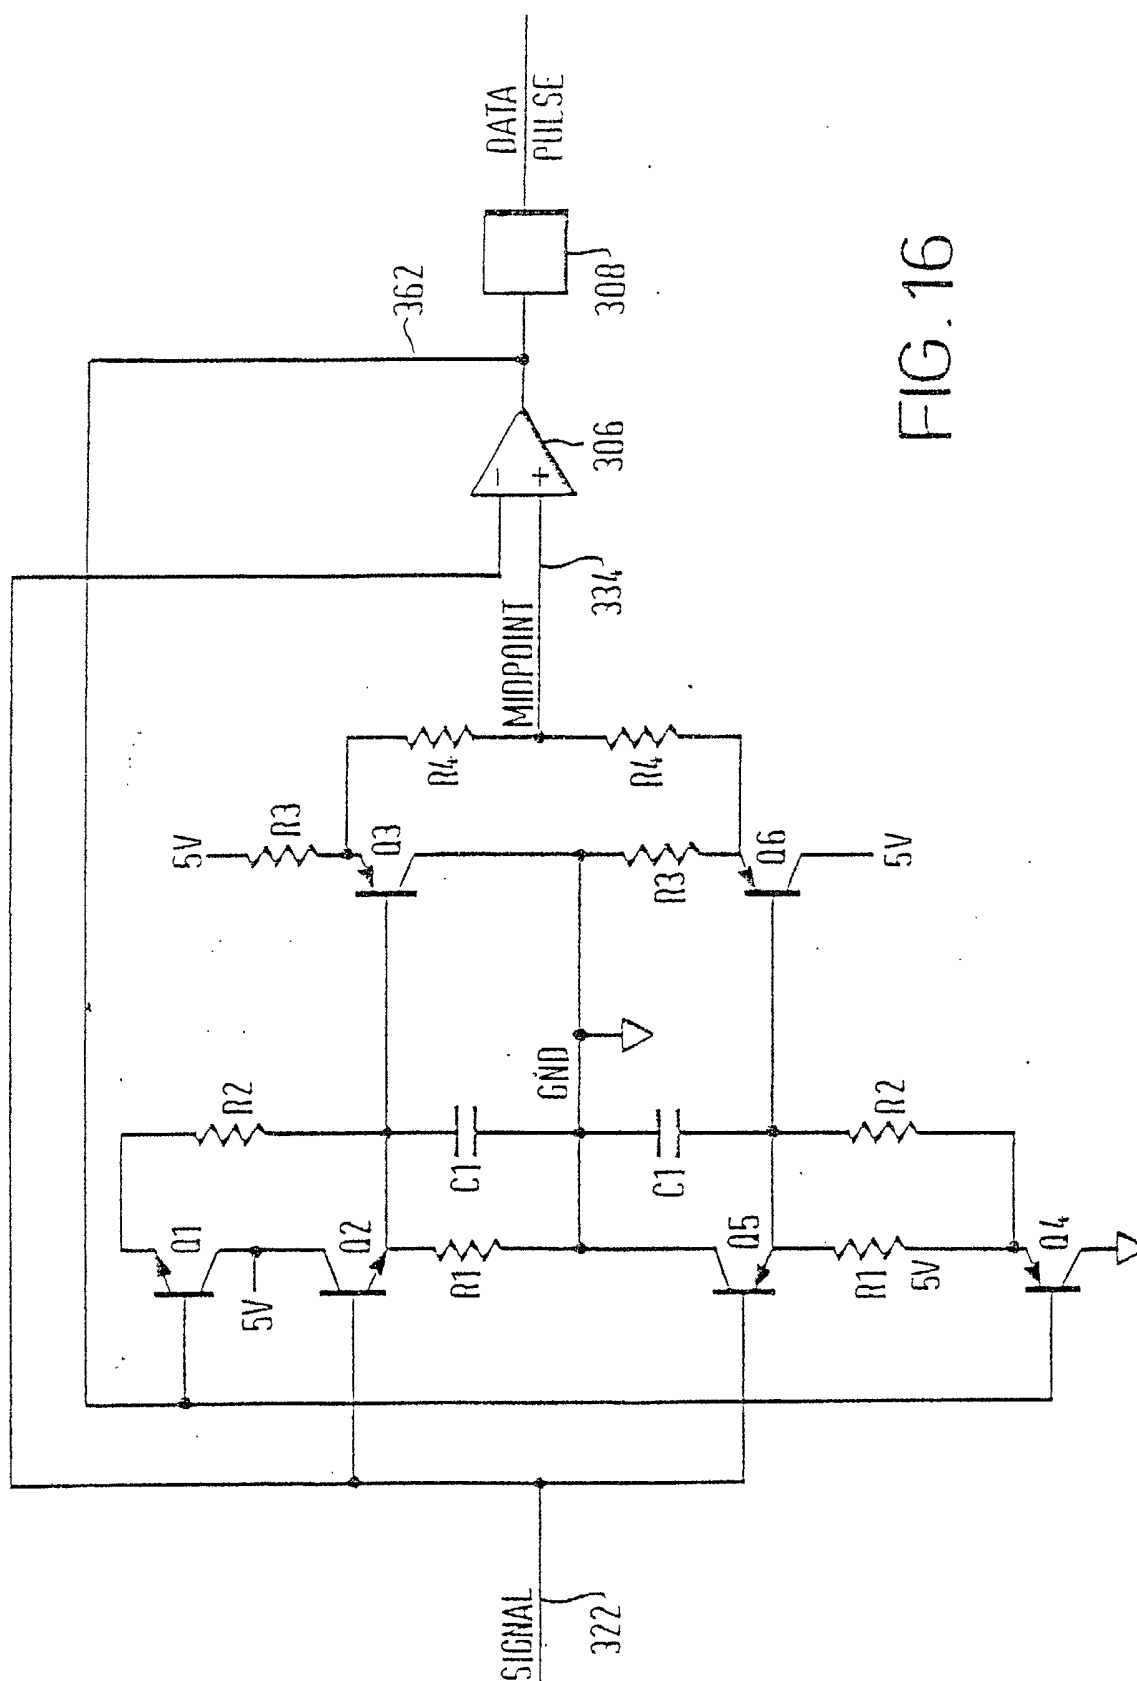 DATA
PULSE
362
308
306
334
MIDPOINT
R4
R4
5V
R3
Q3
R3
Q6
5V
GND
R2
C1
C1
R2
Q1
5V
Q2
R1
Q5
R1
5V
Q4
SIGNAL
322
+
−
FIG. 16